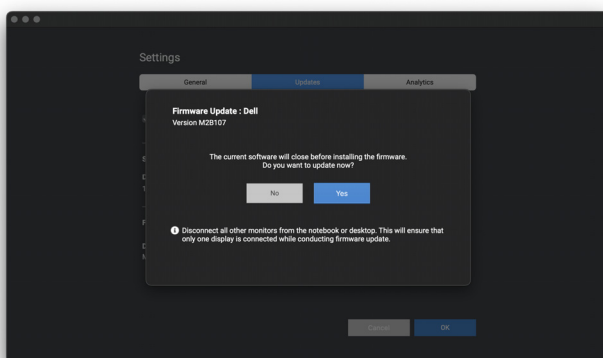 Settings
General Updates Analytics
Firmware Update : Dell
Version M2B107
The current software will close before installing the firmware.
Do you want to update now?
No Yes
Disconnect all other monitors from the notebook or desktop. This will ensure that
only one display is connected while conducting firmware update.
Cancel OK